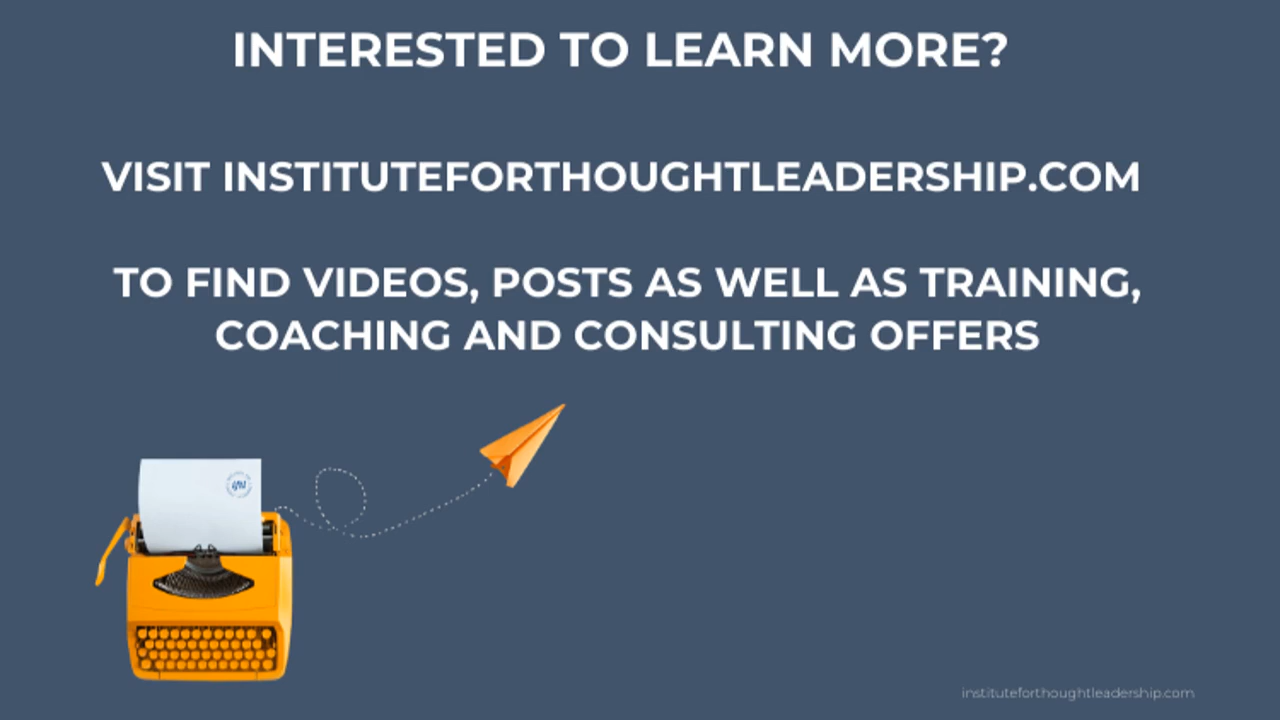 INTERESTED TO LEARN MORE?
VISIT INSTITUTEFORTHOUGHTLEADERSHIP.COM
TO FIND VIDEOS, POSTS AS WELL AS TRAINING,
COACHING AND CONSULTING OFFERS
instituteforthoughtleadership.com